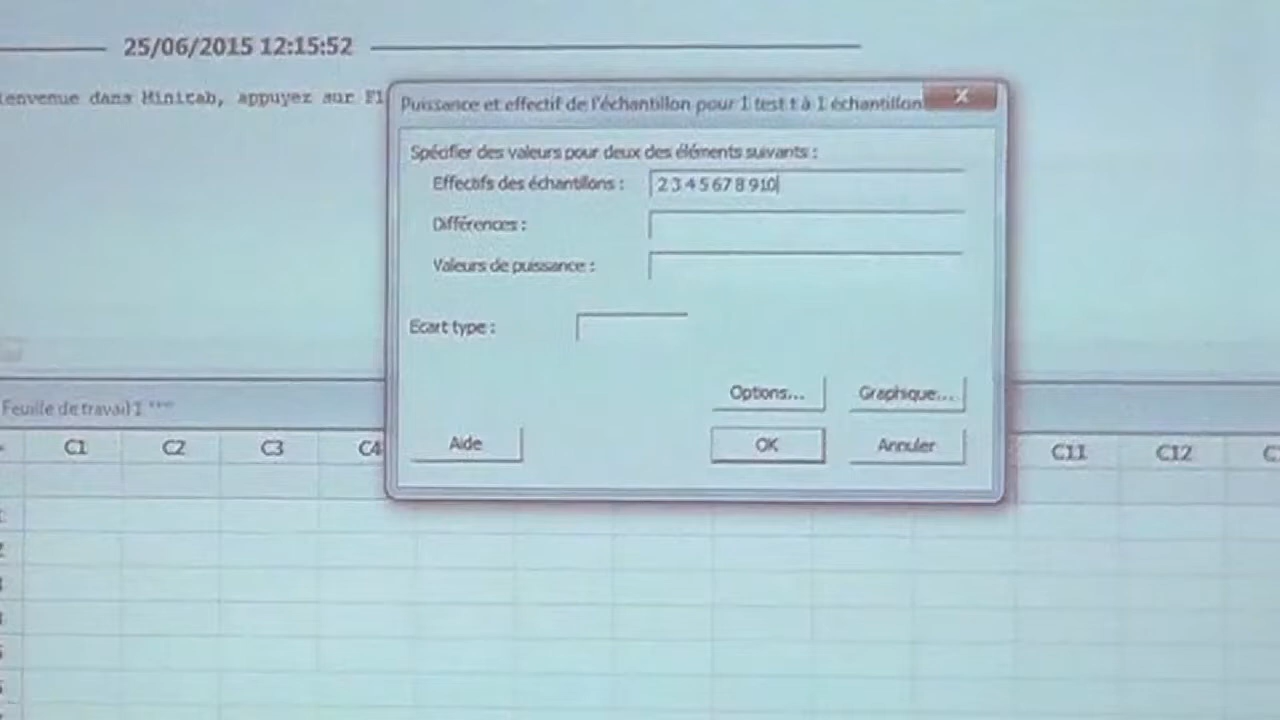 25/06/2015 12:15:52
ienvenue dans Minitab, appuyez sur F1
Puissance et effectif de l'échantillon pour 1 test t à 1 échantillon
Spécifier des valeurs pour deux des éléments suivants :
Effectifs des échantillons : 2 3 4 5 6 7 8 9 10
Différences :
Valeurs de puissance :
Ecart type :
Options... Graphique...
Aide OK Annuler
Feuille de travail 1 ***
C1 C2 C3 C4 C11 C12
2